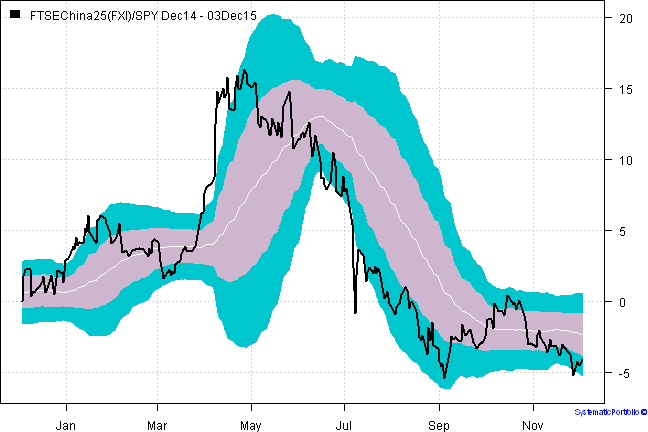 FTSEChina25(FXI)/SPY Dec14 - 03Dec15
20
15
10
5
0
-5
Jan Mar May Jul Sep Nov
SystematicPortfolio ©